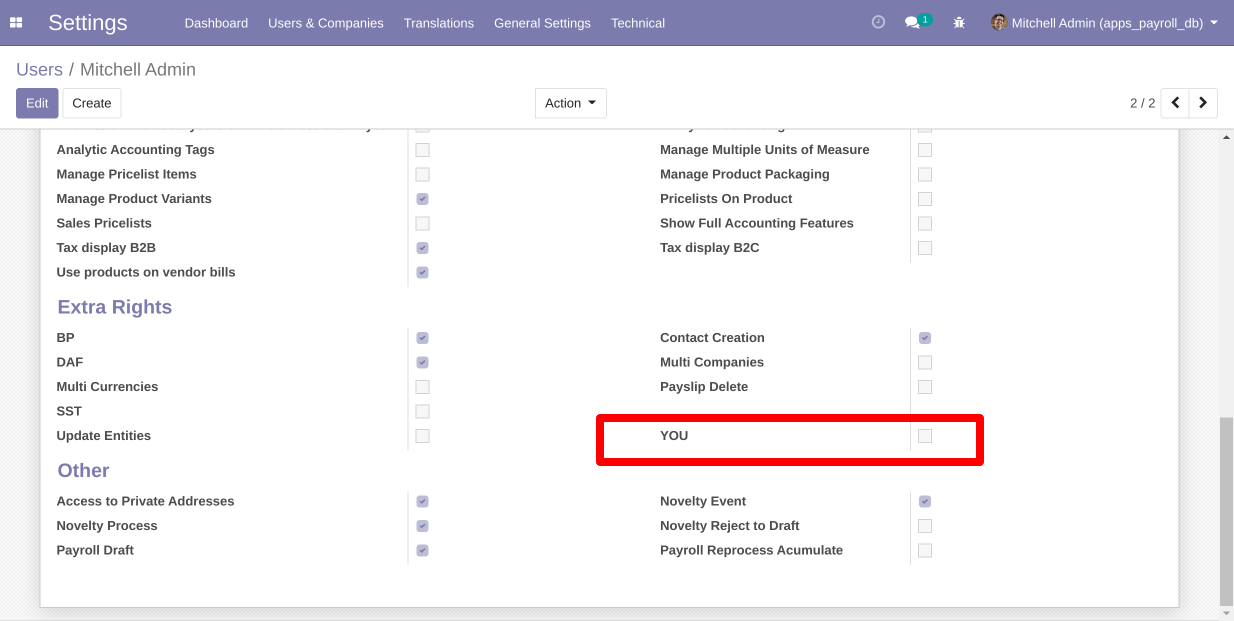 Settings Dashboard Users & Companies Translations General Settings Technical 1 Mitchell Admin (apps_payroll_db)
Users / Mitchell Admin
Edit Create Action 2 / 2
Analytic Accounting Tags Manage Multiple Units of Measure
Manage Pricelist Items Manage Product Packaging
Manage Product Variants Pricelists On Product
Sales Pricelists Show Full Accounting Features
Tax display B2B Tax display B2C
Use products on vendor bills
Extra Rights
BP Contact Creation
DAF Multi Companies
Multi Currencies Payslip Delete
SST
Update Entities YOU
Other
Access to Private Addresses Novelty Event
Novelty Process Novelty Reject to Draft
Payroll Draft Payroll Reprocess Acumulate